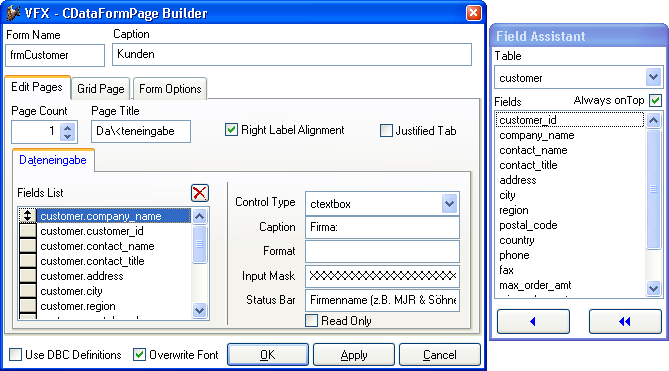 VFX - CDataFormPage Builder
Form Name
Caption
frmCustomer
Kunden
Edit Pages
Grid Page
Form Options
Page Count
Page Title
1
Da\<teneingabe
Right Label Alignment
Justified Tab
Dateneingabe
Fields List
customer.company_name
customer.customer_id
customer.contact_name
customer.contact_title
customer.address
customer.city
customer.region
Control Type
ctextbox
Caption
Firma:
Format
Input Mask
XXXXXXXXXXXXXXXXXXXX
Status Bar
Firmenname (z.B. MJR & Söhne
Read Only
Use DBC Definitions
Overwrite Font
OK
Apply
Cancel
Field Assistant
Table
customer
Fields
Always onTop
customer_id
company_name
contact_name
contact_title
address
city
region
postal_code
country
phone
fax
max_order_amt